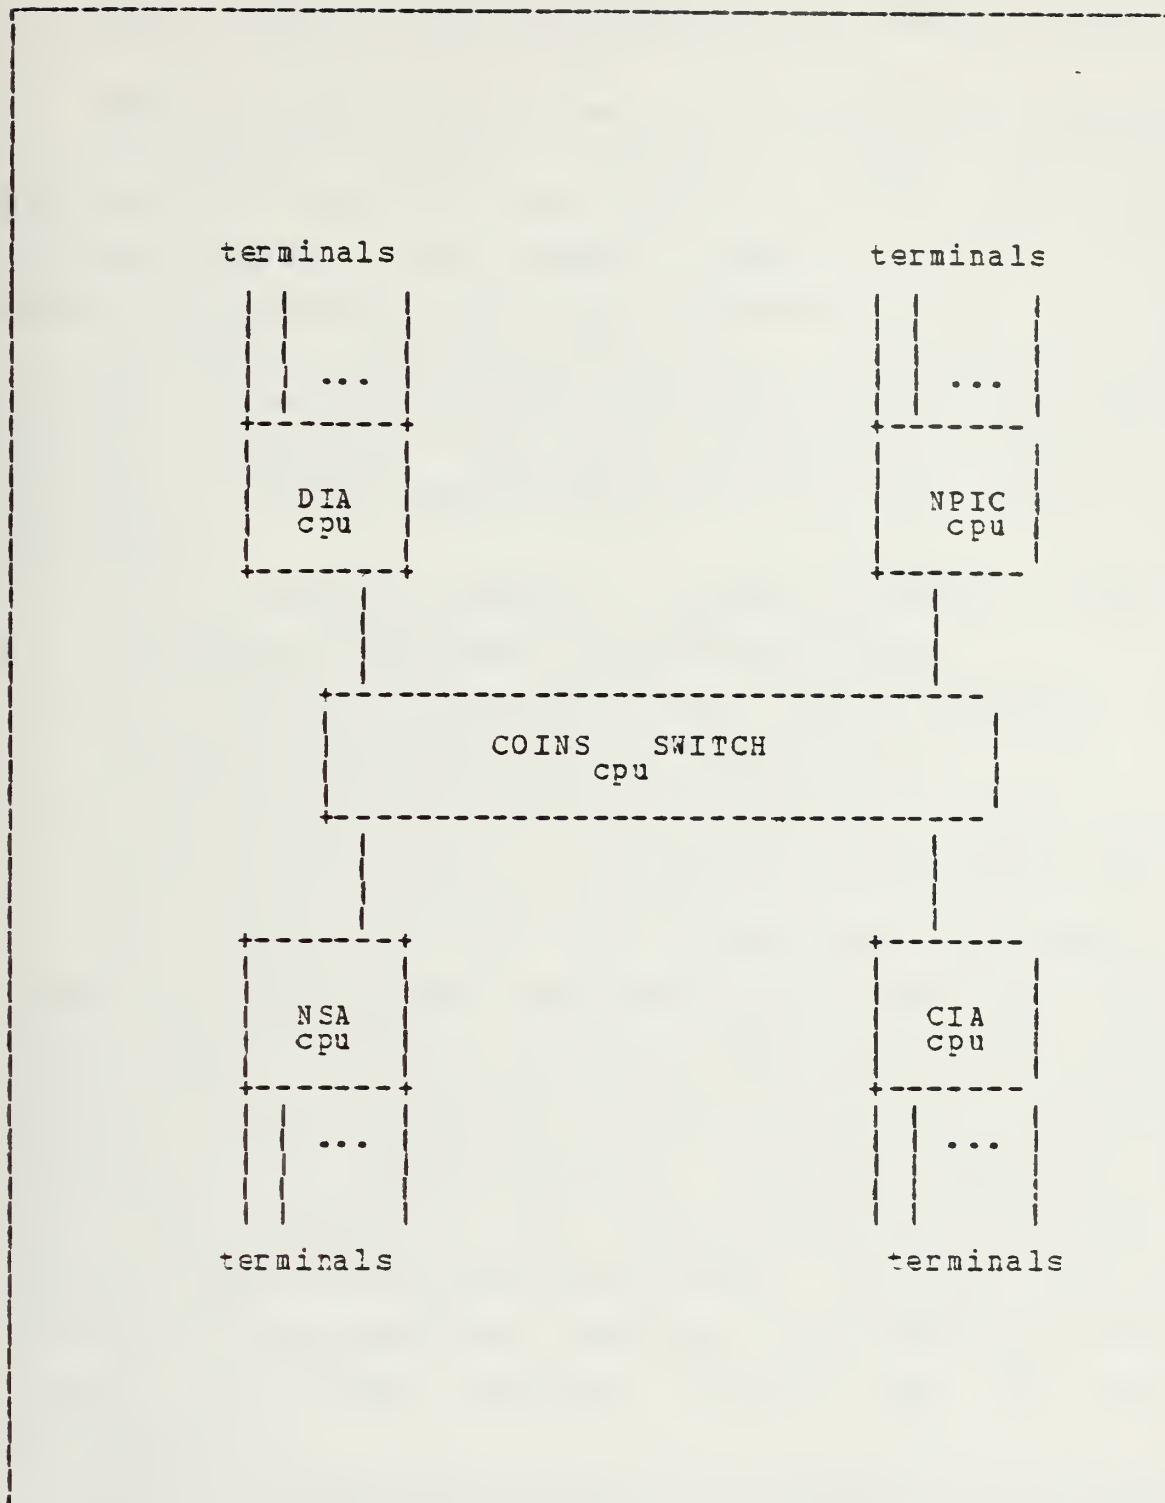 terminals
terminals
...
...
DIA
cpu
NPIC
cpu
COINS SWITCH
cpu
NSA
cpu
CIA
cpu
...
...
terminals
terminals